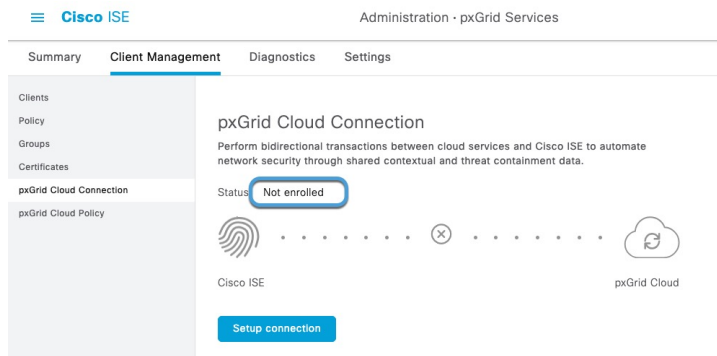 Cisco ISE
Administration · pxGrid Services
Summary Client Management Diagnostics Settings
Clients
Policy
Groups
Certificates
pxGrid Cloud Connection
pxGrid Cloud Policy
pxGrid Cloud Connection
Perform bidirectional transactions between cloud services and Cisco ISE to automate
network security through shared contextual and threat containment data.
Status Not enrolled
Cisco ISE
pxGrid Cloud
Setup connection